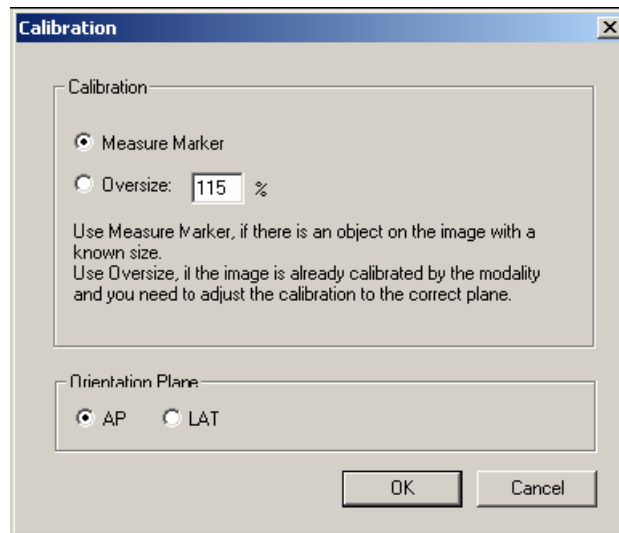 Calibration
Calibration
Measure Marker
Oversize: 115 %
Use Measure Marker, if there is an object on the image with a
known size.
Use Oversize, if the image is already calibrated by the modality
and you need to adjust the calibration to the correct plane.
Orientation Plane
AP LAT
OK Cancel